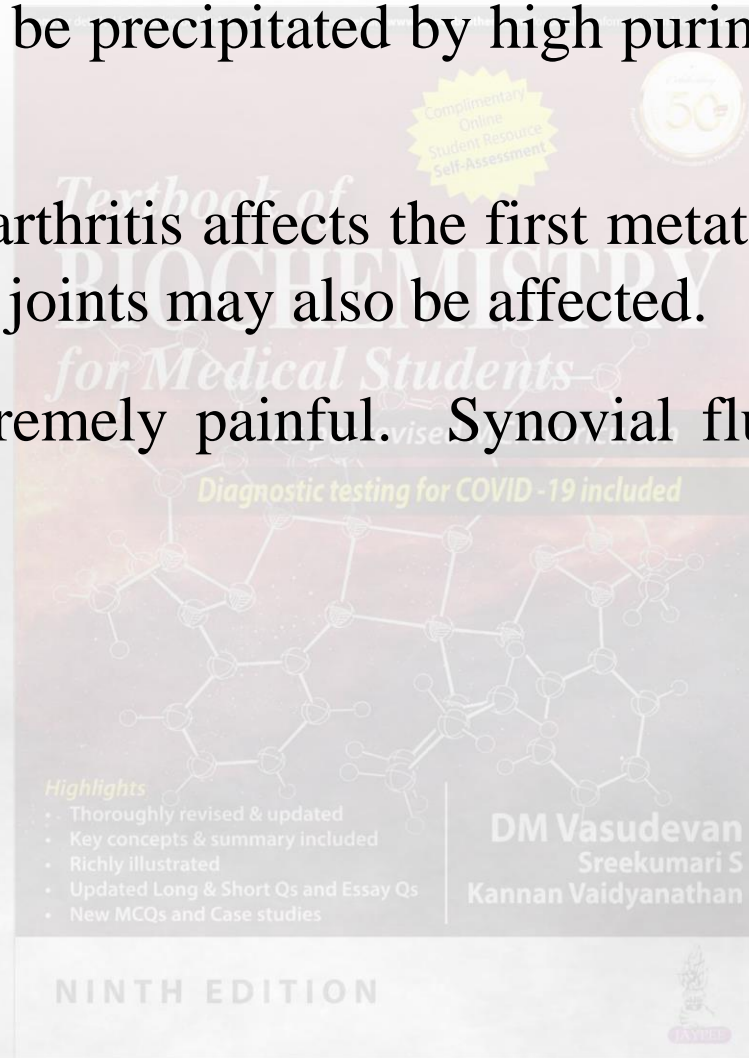 be precipitated by high purin
Complimentary
Online
Student Resource
Self-Assessment
50
Textbook of
arthritis affects the first metat
BIOCHEMISTRY
joints may also be affected.
for Medical Students
remely painful. Synovial flu
Diagnostic testing for COVID -19 included
Highlights
• Thoroughly revised & updated
• Key concepts & summary included
• Richly illustrated
• Updated Long & Short Qs and Essay Qs
• New MCQs and Case studies
DM Vasudevan
Sreekumari S
Kannan Vaidyanathan
NINTH EDITION
JAYPEE